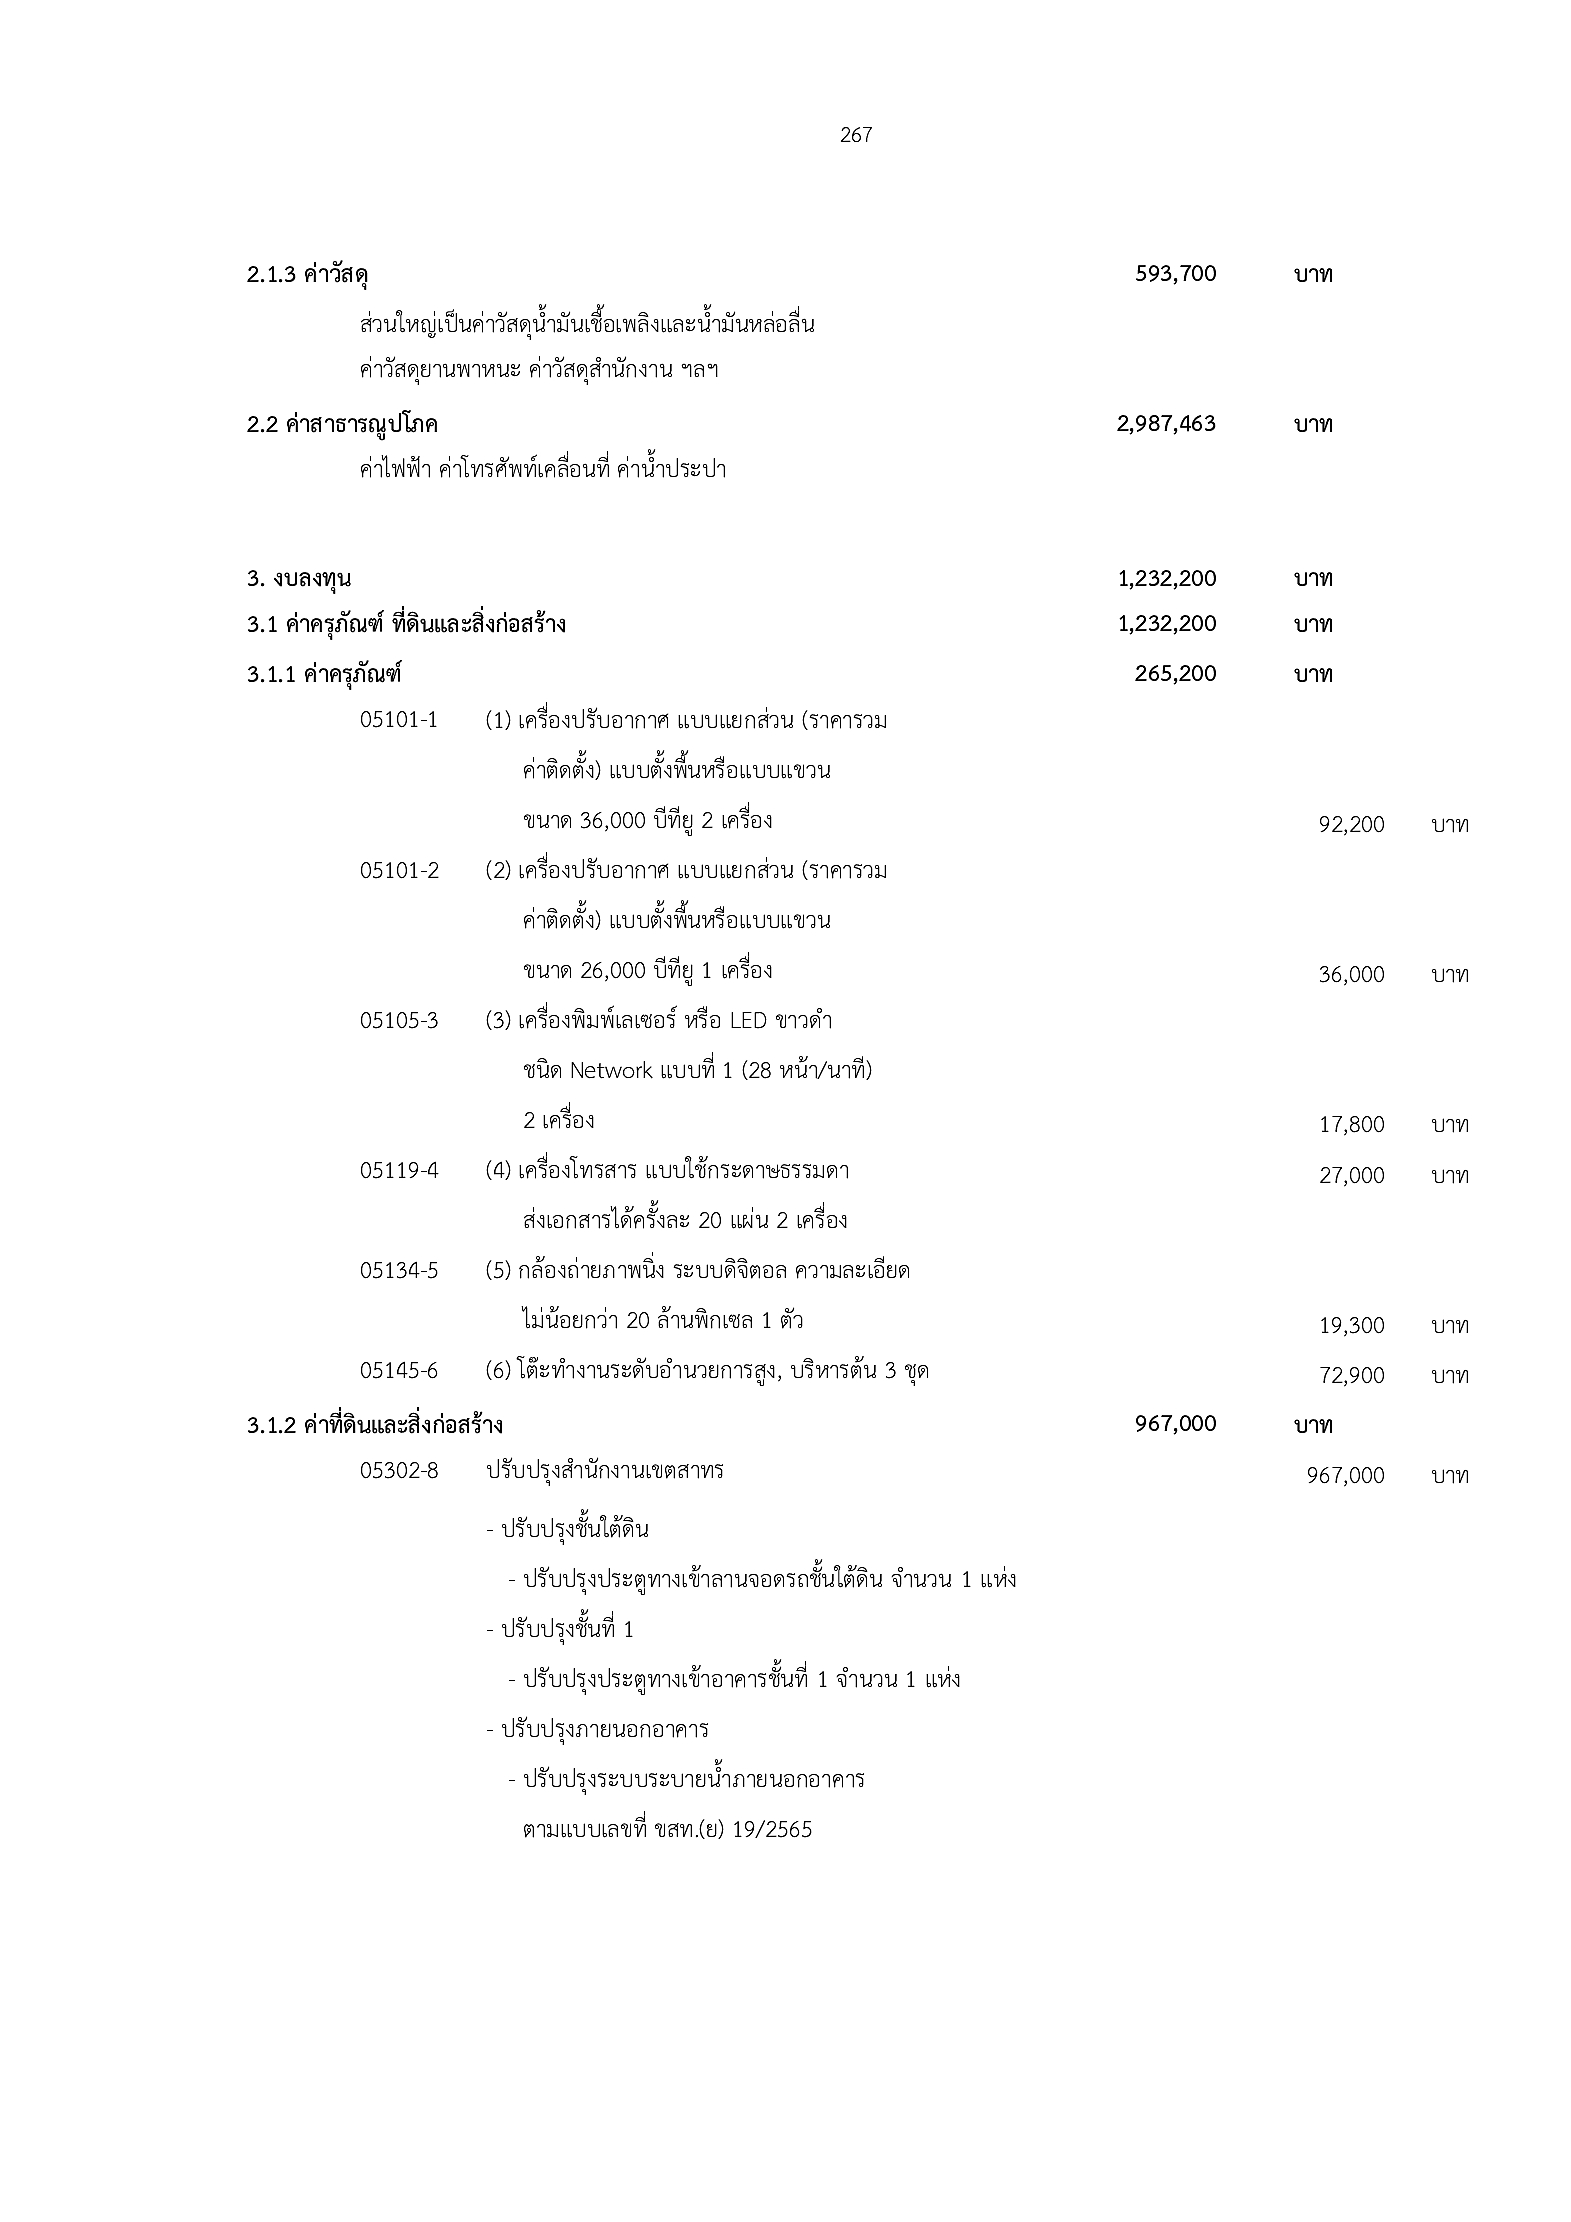 267
2.1.3 ค่าวัสดุ 593,700 บาท
ส่วนใหญ่เป็นค่าวัสดุน้ำมันเชื้อเพลิงและน้ำมันหล่อลื่น
ค่าวัสดุยานพาหนะ ค่าวัสดุสำนักงาน ฯลฯ
2.2 ค่าสาธารณูปโภค 2,987,463 บาท
ค่าไฟฟ้า ค่าโทรศัพท์เคลื่อนที่ ค่าน้ำประปา
3. งบลงทุน 1,232,200 บาท
3.1 ค่าครุภัณฑ์ ที่ดินและสิ่งก่อสร้าง 1,232,200 บาท
3.1.1 ค่าครุภัณฑ์ 265,200 บาท
05101-1 (1) เครื่องปรับอากาศ แบบแยกส่วน (ราคารวม
ค่าติดตั้ง) แบบตั้งพื้นหรือแบบแขวน
ขนาด 36,000 บีทียู 2 เครื่อง 92,200 บาท
05101-2 (2) เครื่องปรับอากาศ แบบแยกส่วน (ราคารวม
ค่าติดตั้ง) แบบตั้งพื้นหรือแบบแขวน
ขนาด 26,000 บีทียู 1 เครื่อง 36,000 บาท
05105-3 (3) เครื่องพิมพ์เลเซอร์ หรือ LED ขาวดำ
ชนิด Network แบบที่ 1 (28 หน้า/นาที)
2 เครื่อง 17,800 บาท
05119-4 (4) เครื่องโทรสาร แบบใช้กระดาษธรรมดา 27,000 บาท
ส่งเอกสารได้ครั้งละ 20 แผ่น 2 เครื่อง
05134-5 (5) กล้องถ่ายภาพนิ่ง ระบบดิจิตอล ความละเอียด
ไม่น้อยกว่า 20 ล้านพิกเซล 1 ตัว 19,300 บาท
05145-6 (6) โต๊ะทำงานระดับอำนวยการสูง, บริหารต้น 3 ชุด 72,900 บาท
3.1.2 ค่าที่ดินและสิ่งก่อสร้าง 967,000 บาท
05302-8 ปรับปรุงสำนักงานเขตสาทร 967,000 บาท
- ปรับปรุงชั้นใต้ดิน
- ปรับปรุงประตูทางเข้าลานจอดรถชั้นใต้ดิน จำนวน 1 แห่ง
- ปรับปรุงชั้นที่ 1
- ปรับปรุงประตูทางเข้าอาคารชั้นที่ 1 จำนวน 1 แห่ง
- ปรับปรุงภายนอกอาคาร
- ปรับปรุงระบบระบายน้ำภายนอกอาคาร
ตามแบบเลขที่ ขสท.(ย) 19/2565